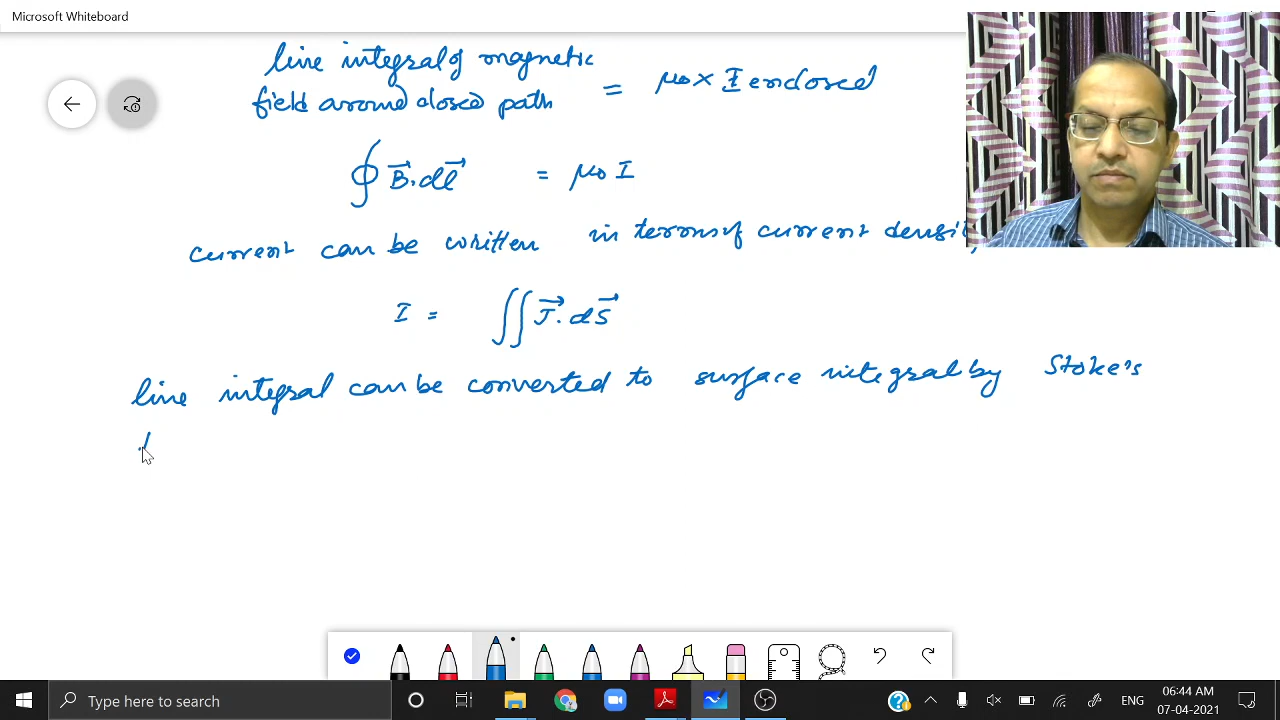 Microsoft Whiteboard
line integral of magnetic
field around closed path = μ0 × I enclosed
∮ B⃗. dl⃗ = μ0 I
current can be written in terms of current densit
I = ∬ J⃗. dS⃗
line integral can be converted to surface integral by Stoke's
Type here to search
ENG
06:44 AM
07-04-2021